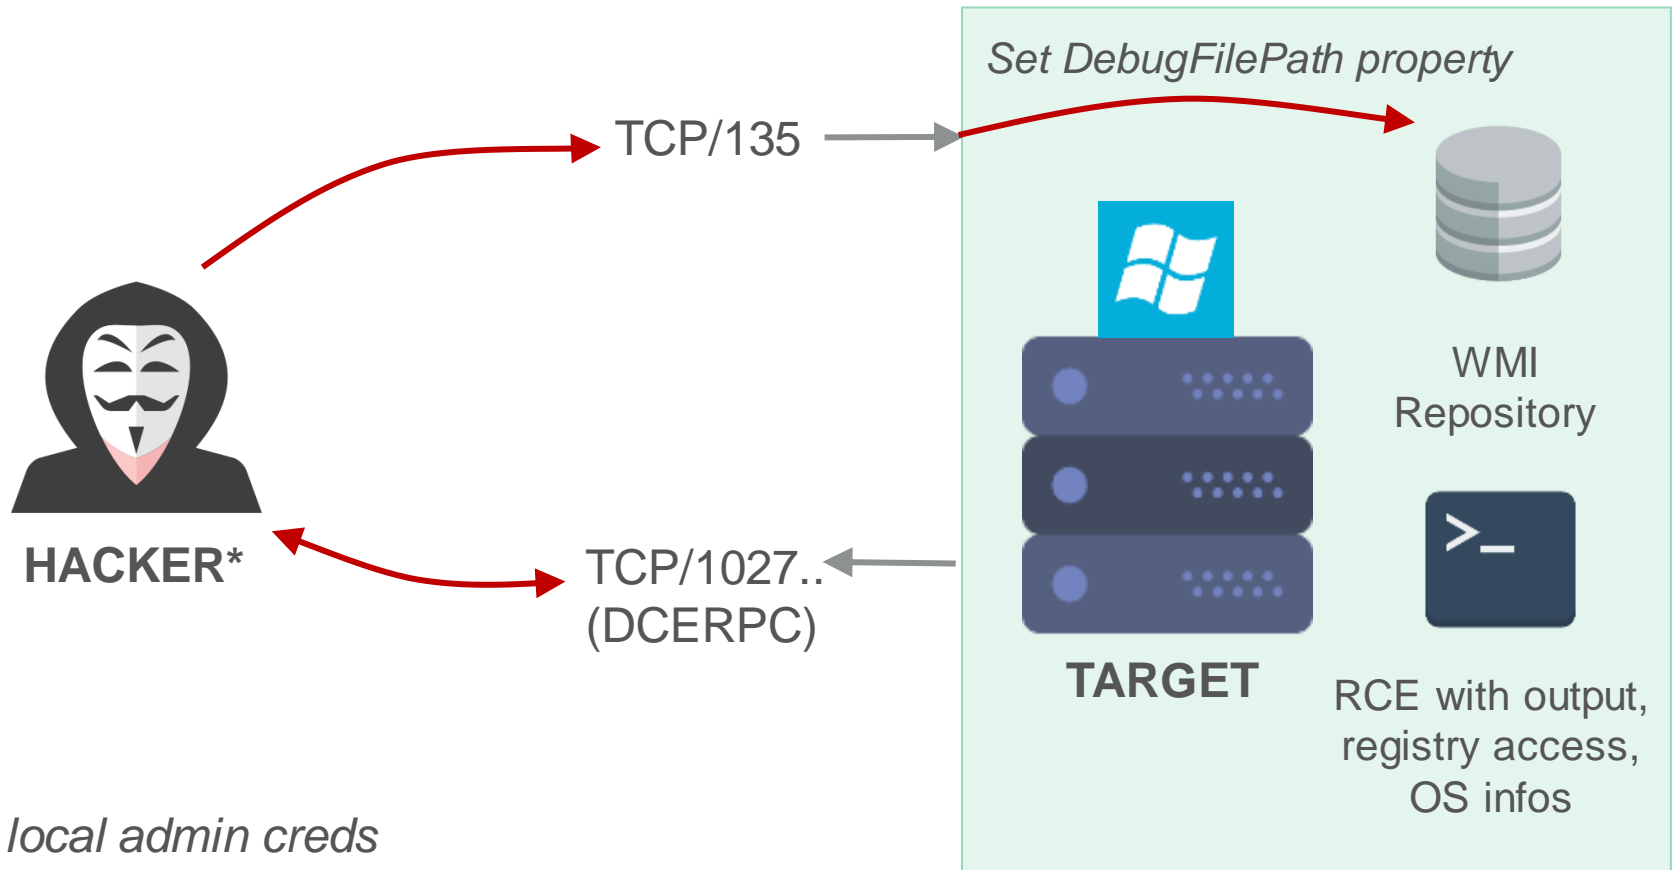 Set DebugFilePath property
TCP/135
WMI
Repository
HACKER*
TCP/1027..
(DCERPC)
>_
TARGET
RCE with output,
registry access,
OS infos
local admin creds